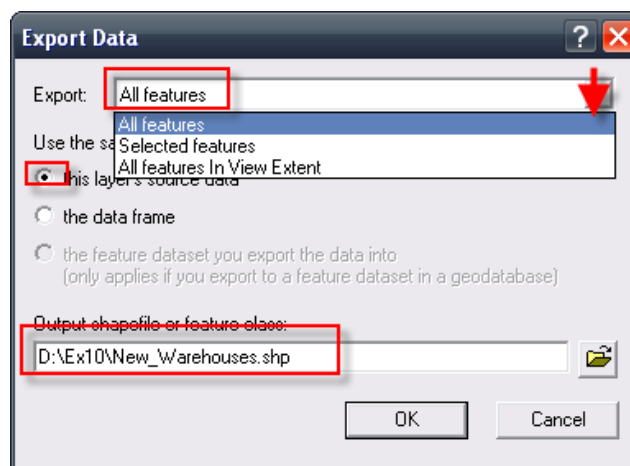 Export Data
Export: All features
All features
Selected features
All features In View Extent
Use the sa
this layer's source data
the data frame
the feature dataset you export the data into
(only applies if you export to a feature dataset in a geodatabase)
Output shapefile or feature class:
D:\Ex10\New_Warehouses.shp
OK Cancel